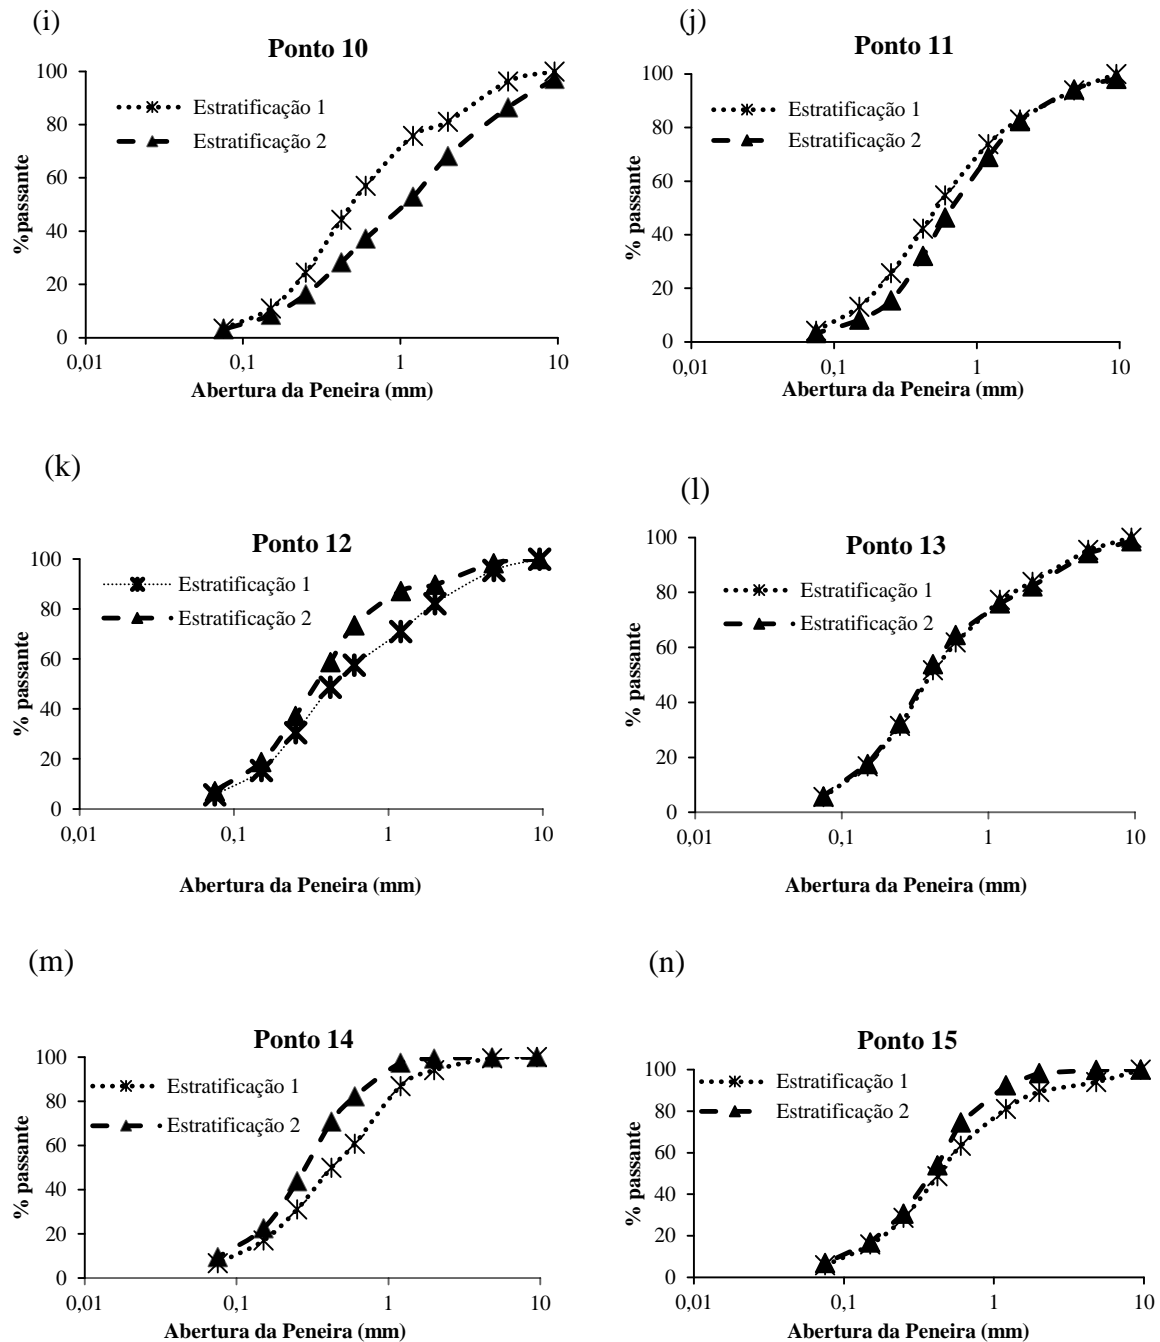 (i)
Ponto 10
100
80
60
40
20
0
%passante
Estratificação 1
Estratificação 2
0,01
0,1
1
10
Abertura da Peneira (mm)
(j)
Ponto 11
100
80
60
40
20
0
% passante
Estratificação 1
Estratificação 2
0,01
0,1
1
10
Abertura da Peneira (mm)
(k)
Ponto 12
100
80
60
40
20
0
% passante
Estratificação 1
Estratificação 2
0,01
0,1
1
10
Abertura da Peneira (mm)
(l)
Ponto 13
100
80
60
40
20
0
% passante
Estratificação 1
Estratificação 2
0,01
0,1
1
10
Abertura da Peneira (mm)
(m)
Ponto 14
100
80
60
40
20
0
% passante
Estratificação 1
Estratificação 2
0,01
0,1
1
10
Abertura da Peneira (mm)
(n)
Ponto 15
100
80
60
40
20
0
% passante
Estratificação 1
Estratificação 2
0,01
0,1
1
10
Abertura da Peneira (mm)